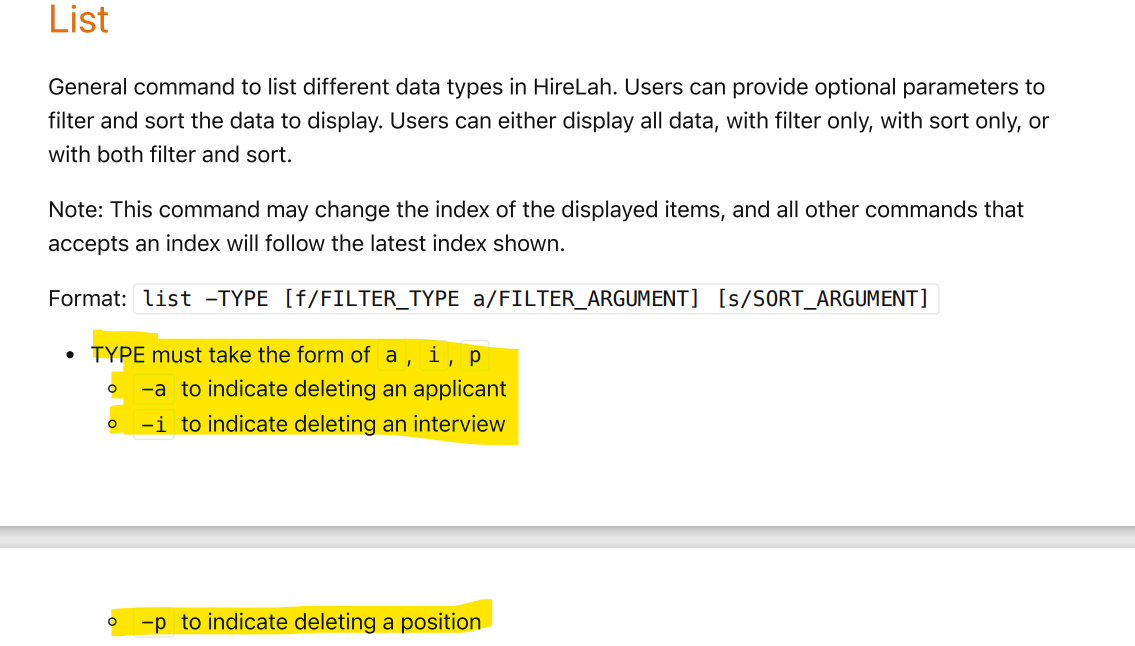 List
General command to list different data types in HireLah. Users can provide optional parameters to
filter and sort the data to display. Users can either display all data, with filter only, with sort only, or
with both filter and sort.
Note: This command may change the index of the displayed items, and all other commands that
accepts an index will follow the latest index shown.
Format: list –TYPE [f/FILTER_TYPE a/FILTER_ARGUMENT] [s/SORT_ARGUMENT]
• TYPE must take the form of a , i , p
◦ –a to indicate deleting an applicant
◦ –i to indicate deleting an interview
◦ –p to indicate deleting a position